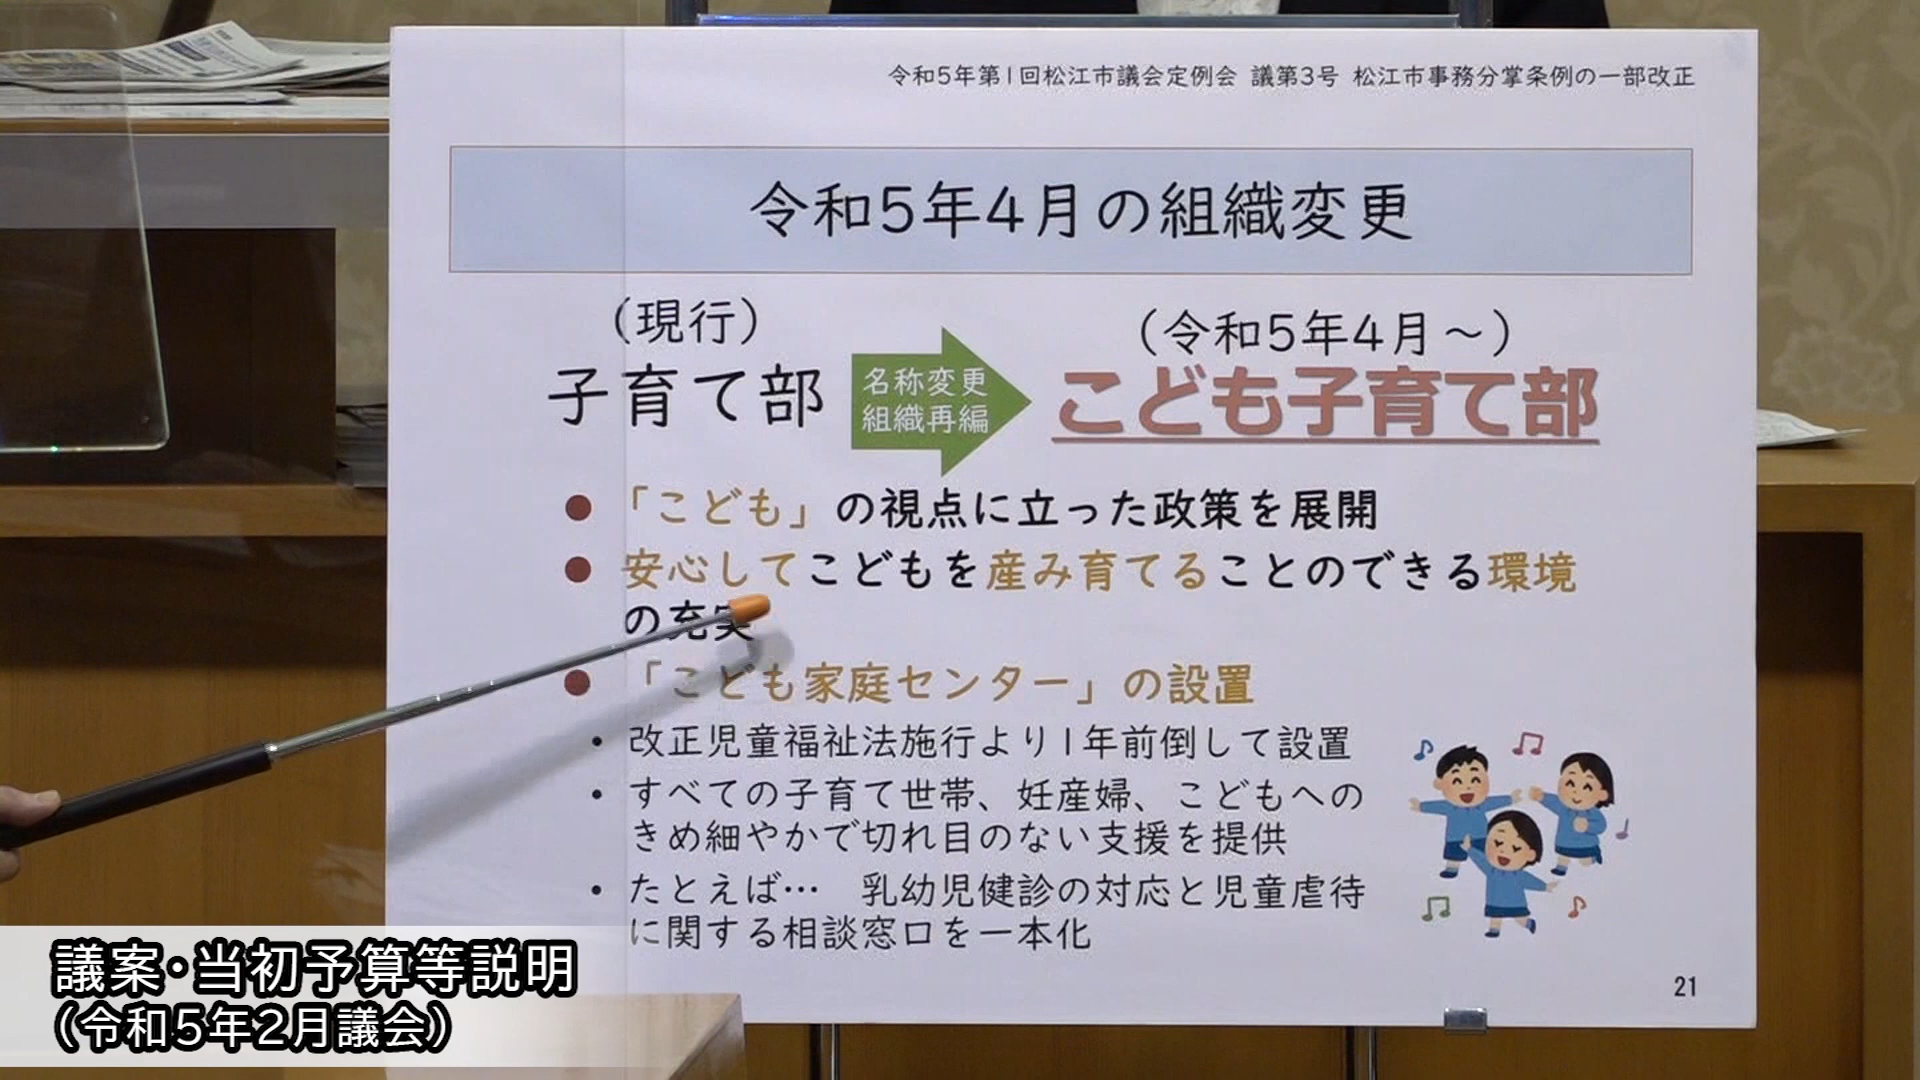 令和5年第1回松江市議会定例会 議第3号 松江市事務分掌条例の一部改正
令和5年4月の組織変更
（現行）
子育て部
名称変更
組織再編
（令和5年4月～）
こども子育て部
● 「こども」の視点に立った政策を展開
● 安心してこどもを産み育てることのできる環境
の充実
● 「こども家庭センター」の設置
・ 改正児童福祉法施行より1年前倒しで設置
・ すべての子育て世帯、妊産婦、こどもへの
きめ細やかで切れ目のない支援を提供
・ たとえば… 乳幼児健診の対応と児童虐待
に関する相談窓口を一本化
21
議案・当初予算等説明
（令和5年2月議会）